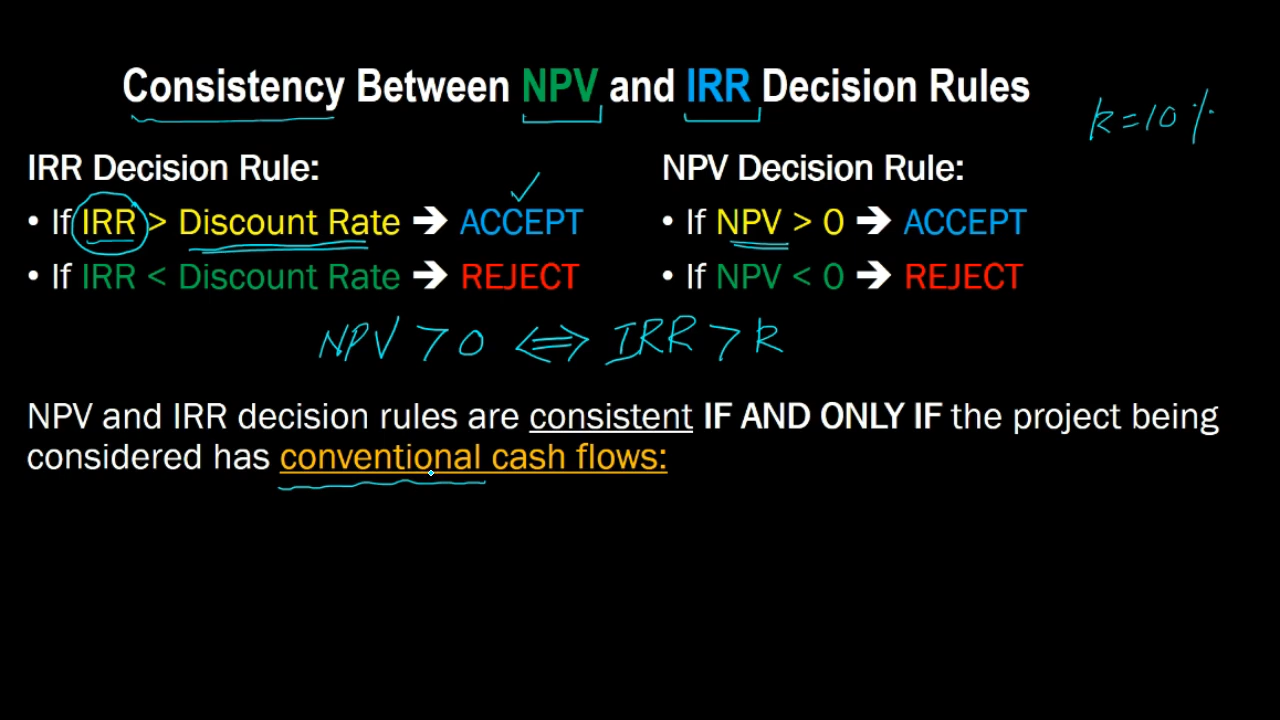 Consistency Between NPV and IRR Decision Rules
k=10%
IRR Decision Rule:
• If IRR > Discount Rate ➔ ACCEPT
• If IRR < Discount Rate ➔ REJECT
NPV Decision Rule:
• If NPV > 0 ➔ ACCEPT
• If NPV < 0 ➔ REJECT
NPV > 0 <=> IRR > k
NPV and IRR decision rules are consistent IF AND ONLY IF the project being
considered has conventional cash flows: